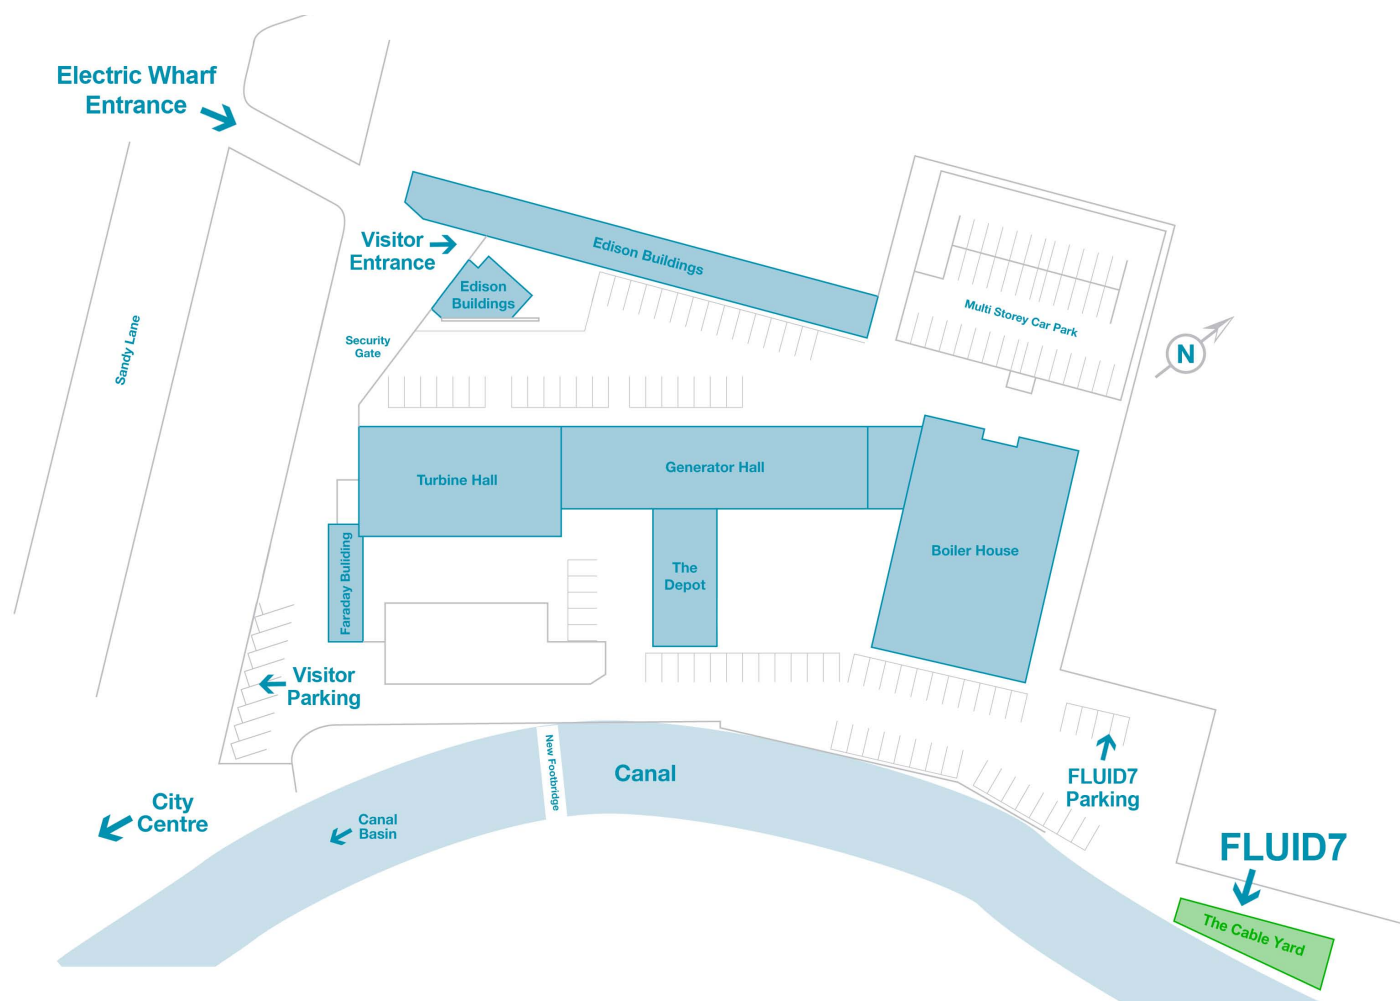 Electric Wharf
Entrance
Visitor
Entrance
Edison Buildings
Edison
Buildings
Multi Storey Car Park
N
Security
Gate
Sandy Lane
Turbine Hall
Generator Hall
Boiler House
The
Depot
Faraday Buliding
Visitor
Parking
New Footbridge
Canal
FLUID7
Parking
City
Centre
Canal
Basin
FLUID7
The Cable Yard